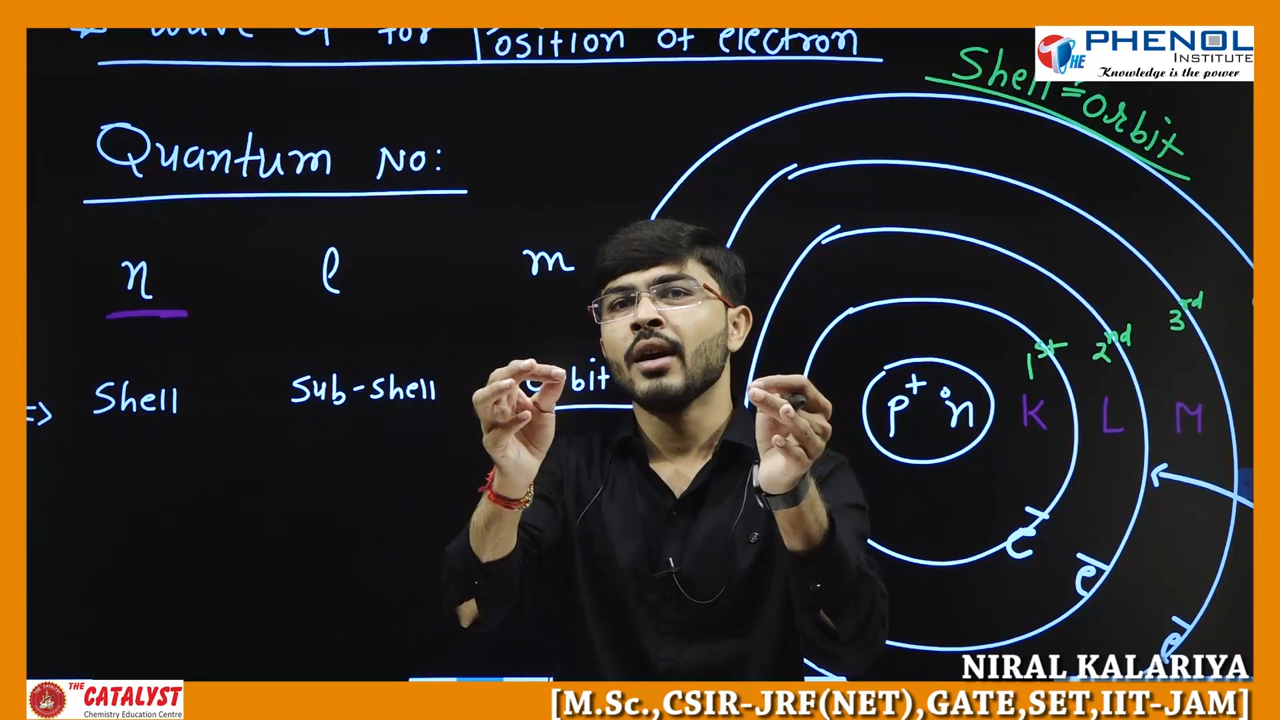 Position of electron
THE PHENOL
INSTITUTE
Knowledge is the power
Shell = orbit
Quantum No:
n l m
1st 2nd 3rd
=> Shell Sub-shell
p+ n° K L M
e-
e-
e-
THE CATALYST
Chemistry Education Centre
NIRAL KALARIYA
[M.Sc.,CSIR-JRF(NET),GATE,SET,IIT-JAM]